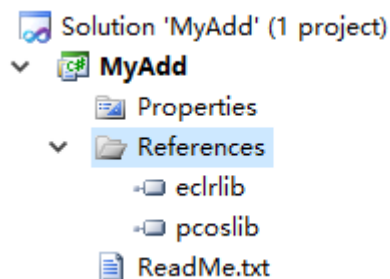 Solution 'MyAdd' (1 project)
C# MyAdd
Properties
References
eclrlib
pcoslib
ReadMe.txt